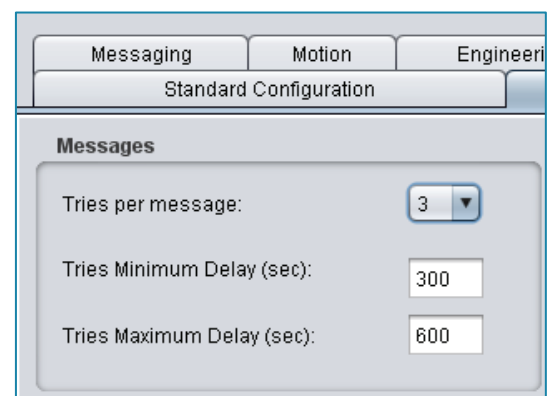 Messaging Motion Engineeri
Standard Configuration
Messages
Tries per message: 3
Tries Minimum Delay (sec): 300
Tries Maximum Delay (sec): 600